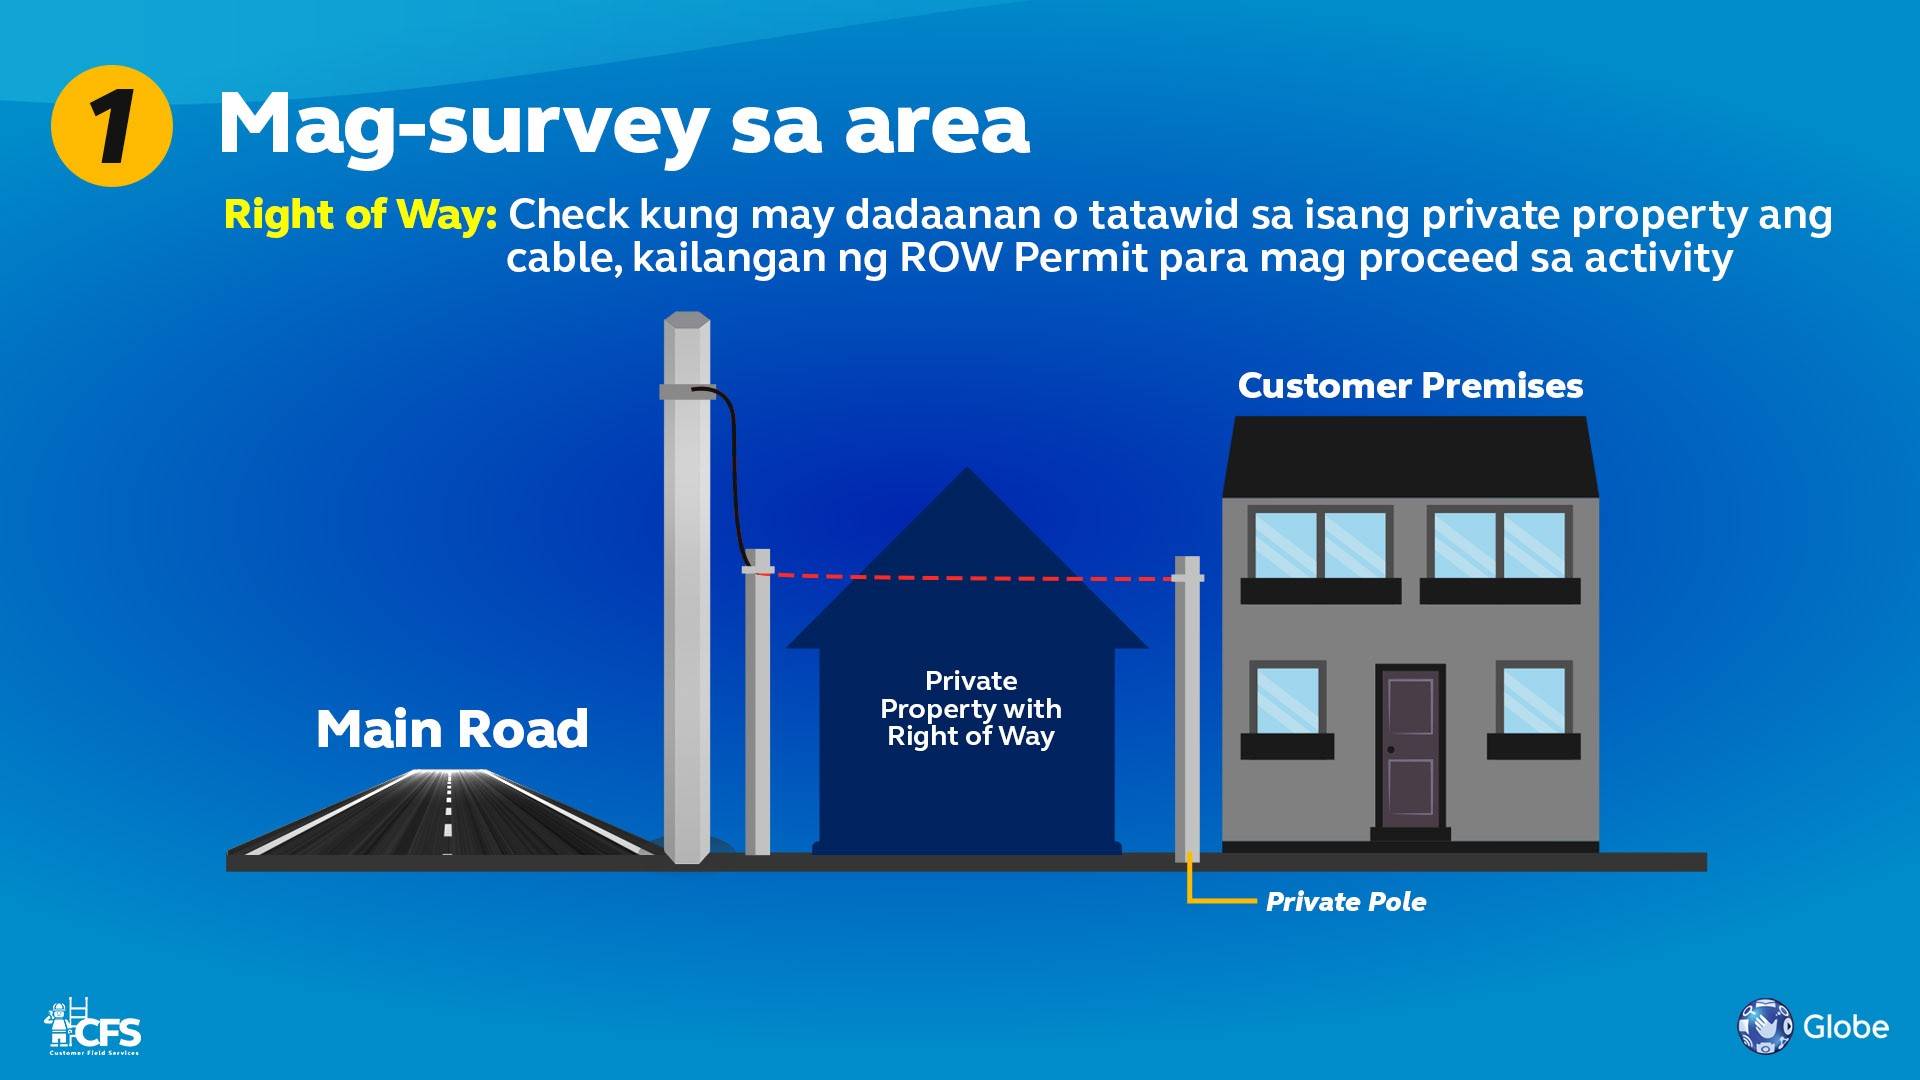 1
Mag-survey sa area
Right of Way: Check kung may dadaanan o tatawid sa isang private property ang
cable, kailangan ng ROW Permit para mag proceed sa activity
Customer Premises
Private
Property with
Right of Way
Main Road
Private Pole
CFS
Customer Field Services
Globe